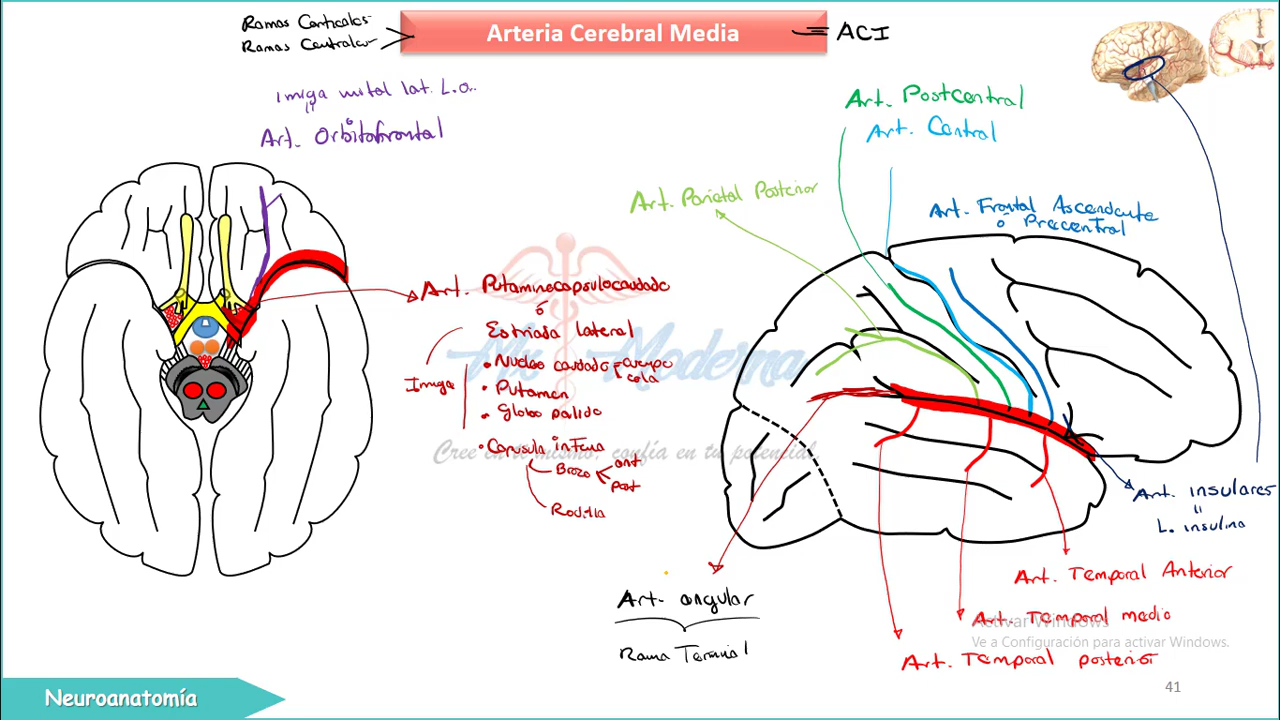 Ramas Corticales
Ramas Centrales
Arteria Cerebral Media
ACI
irriga mitad lat. L.O.
Art. Orbitofrontal
Art. Postcentral
Art. Central
Art. Parietal Posterior
Art. Frontal Ascendente
ó Precentral
Art. Putaminocapsulocaudado
ó
Estriada lateral
Irriga
• Nucleo caudado
cuerpo
cola
• Putamen
• Globo palido
• Capsula interna
Brazo
ant
post
Rodilla
Mi Moderna
Cree en ti mismo, confía en tu potencial.
Art. insulares
L. insulina
Art. Temporal Anterior
Art. Temporal medio
Art. Temporal posterior
Art. angular
Rama Terminal
Activar Windows
Ve a Configuración para activar Windows.
Neuroanatomía
41